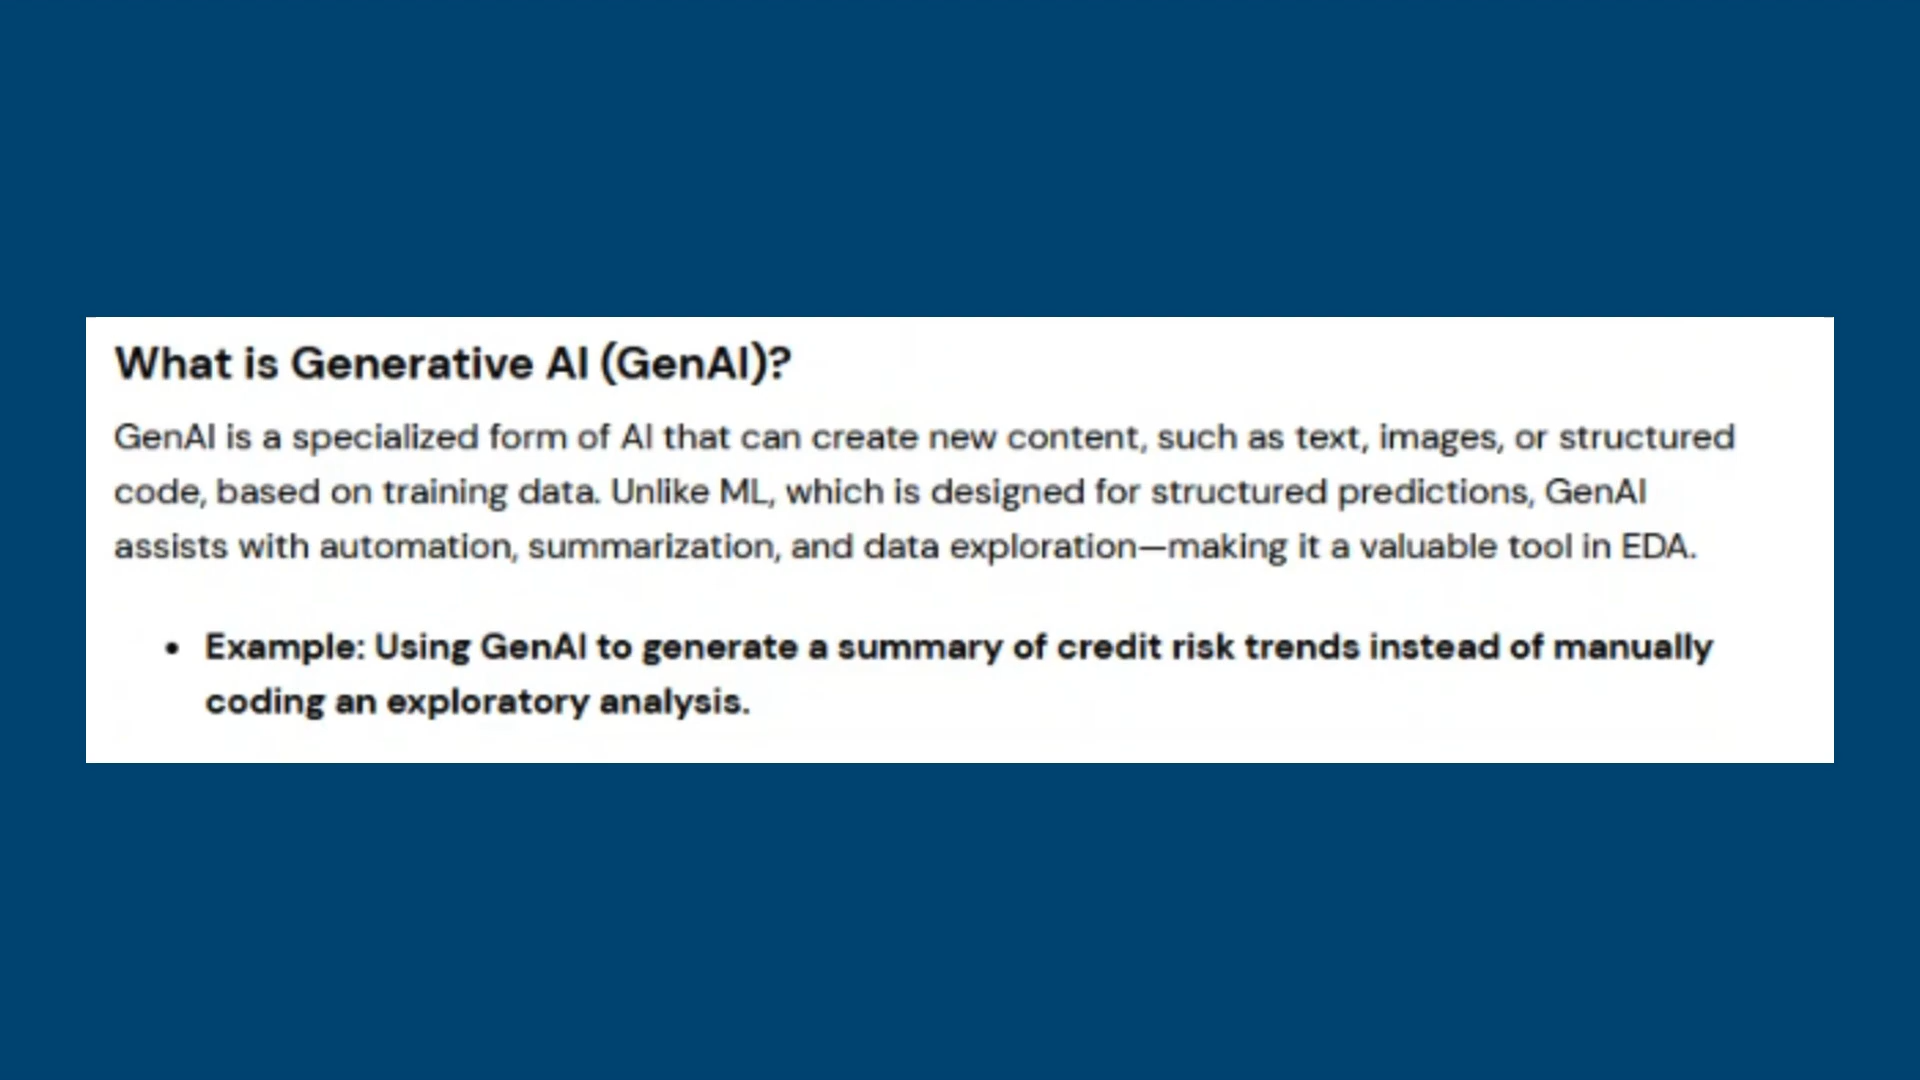 What is Generative AI (GenAI)?
GenAI is a specialized form of AI that can create new content, such as text, images, or structured
code, based on training data. Unlike ML, which is designed for structured predictions, GenAI
assists with automation, summarization, and data exploration—making it a valuable tool in EDA.
• Example: Using GenAI to generate a summary of credit risk trends instead of manually
coding an exploratory analysis.